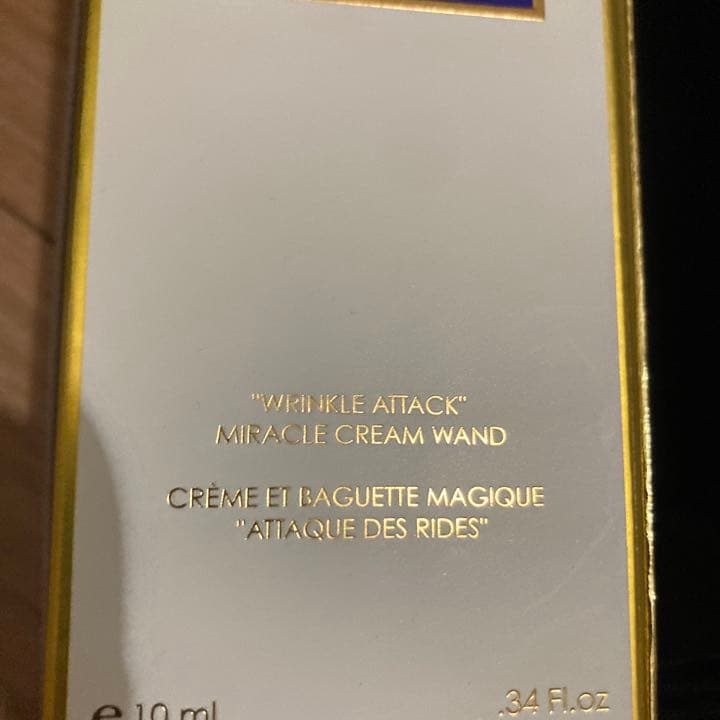 "WRINKLE ATTACK"
MIRACLE CREAM WAND
CRÈME ET BAGUETTE MAGIQUE
"ATTAQUE DES RIDES"
℮ 10 ml .34 Fl.oz